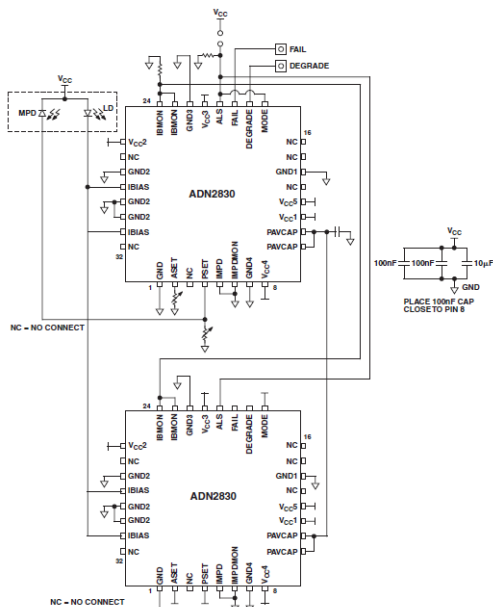 VCC
FAIL
DEGRADE
VCC
MPD
LD
24
IBMON
IBMON
GND3
VCC3
ALS
FAIL
DEGRADE
MODE
16
VCC2
NC
GND2
IBIAS
GND2
GND2
IBIAS
NC
32
ADN2830
NC
NC
GND1
NC
VCC5
VCC1
PAVCAP
PAVCAP
1
GND
ASET
NC
PSET
IMPD
IMPDMON
GND4
VCC4
8
NC = NO CONNECT
VCC
100nF
100nF
10µF
GND
PLACE 100nF CAP
CLOSE TO PIN 8
24
IBMON
IBMON
GND3
VCC3
ALS
FAIL
DEGRADE
MODE
16
VCC2
NC
GND2
IBIAS
GND2
GND2
IBIAS
NC
32
ADN2830
NC
NC
GND1
NC
VCC5
VCC1
PAVCAP
PAVCAP
1
GND
ASET
NC
PSET
IMPD
IMPDMON
GND4
VCC4
8
NC = NO CONNECT